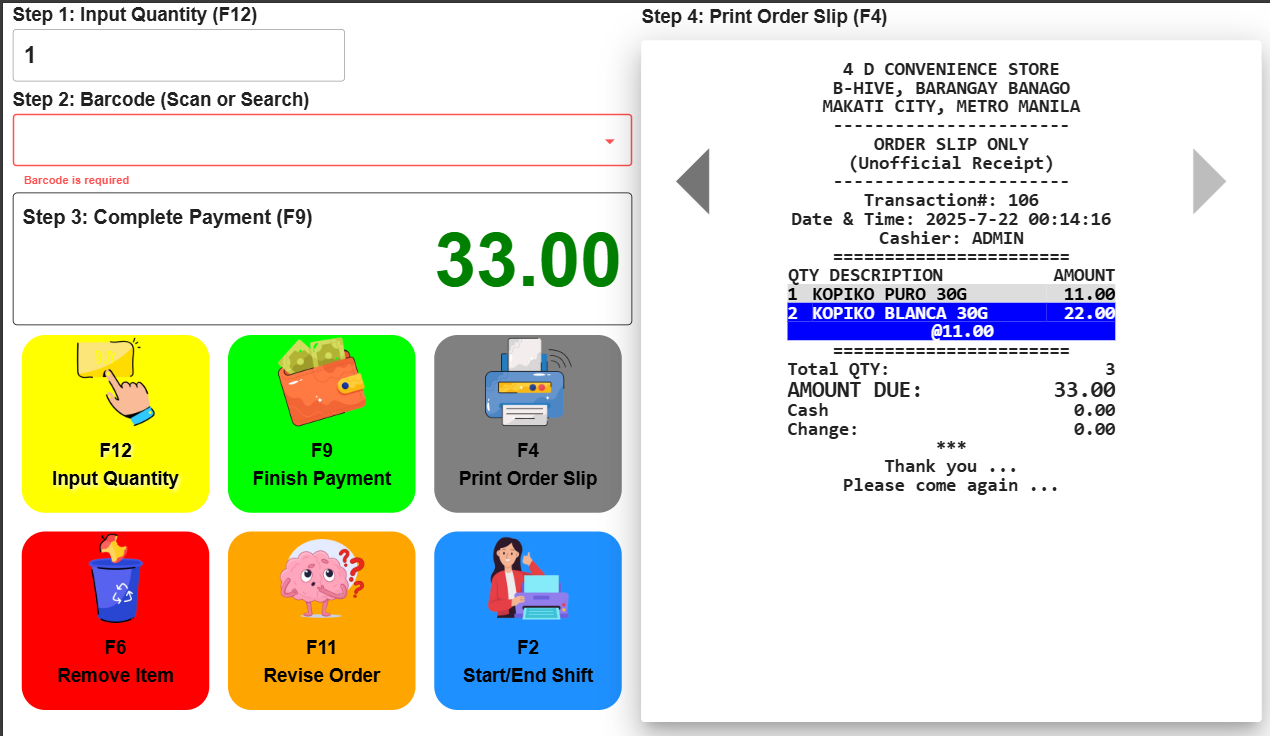 Step 1: Input Quantity (F12)
1
Step 2: Barcode (Scan or Search)
Barcode is required
Step 3: Complete Payment (F9)
33.00
F12
Input Quantity
F9
Finish Payment
F4
Print Order Slip
F6
Remove Item
F11
Revise Order
F2
Start/End Shift
Step 4: Print Order Slip (F4)
4 D CONVENIENCE STORE
B-HIVE, BARANGAY BANAGO
MAKATI CITY, METRO MANILA
-----------------------
ORDER SLIP ONLY
(Unofficial Receipt)
-----------------------
Transaction#: 106
Date & Time: 2025-7-22 00:14:16
Cashier: ADMIN
=======================
QTY DESCRIPTION AMOUNT
1 KOPIKO PURO 30G 11.00
2 KOPIKO BLANCA 30G 22.00
@11.00
=======================
Total QTY: 3
AMOUNT DUE: 33.00
Cash 0.00
Change: 0.00
***
Thank you ...
Please come again ...